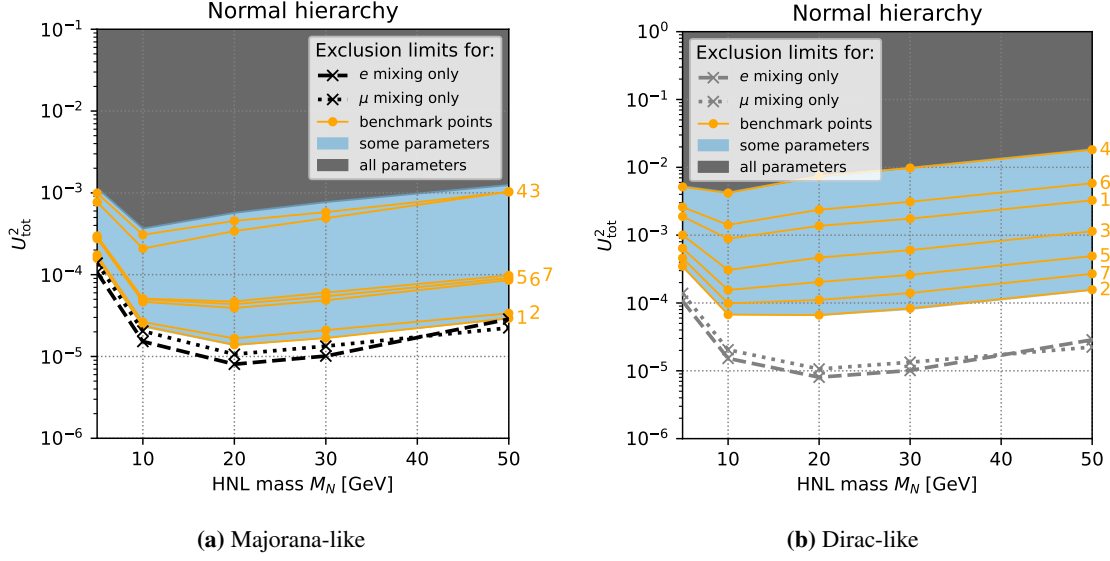 Normal hierarchy
10⁻¹
10⁻²
10⁻³
10⁻⁴
10⁻⁵
10⁻⁶
U²tot
Exclusion limits for:
e mixing only
μ mixing only
benchmark points
some parameters
all parameters
43
567
12
10 20 30 40 50
HNL mass M_N [GeV]
(a) Majorana-like
Normal hierarchy
10⁰
10⁻¹
10⁻²
10⁻³
10⁻⁴
10⁻⁵
10⁻⁶
U²tot
Exclusion limits for:
e mixing only
μ mixing only
benchmark points
some parameters
all parameters
4
6
1
3
5
7
2
10 20 30 40 50
HNL mass M_N [GeV]
(b) Dirac-like